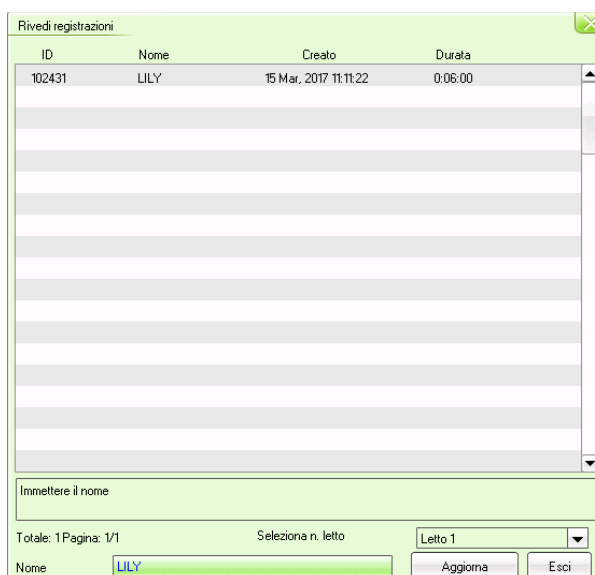 Rivedi registrazioni
ID Nome Creato Durata
102431 LILY 15 Mar, 2017 11:11:22 0:06:00
Immettere il nome
Totale: 1 Pagina: 1/1 Seleziona n. letto Letto 1
Nome LILY Aggiorna Esci